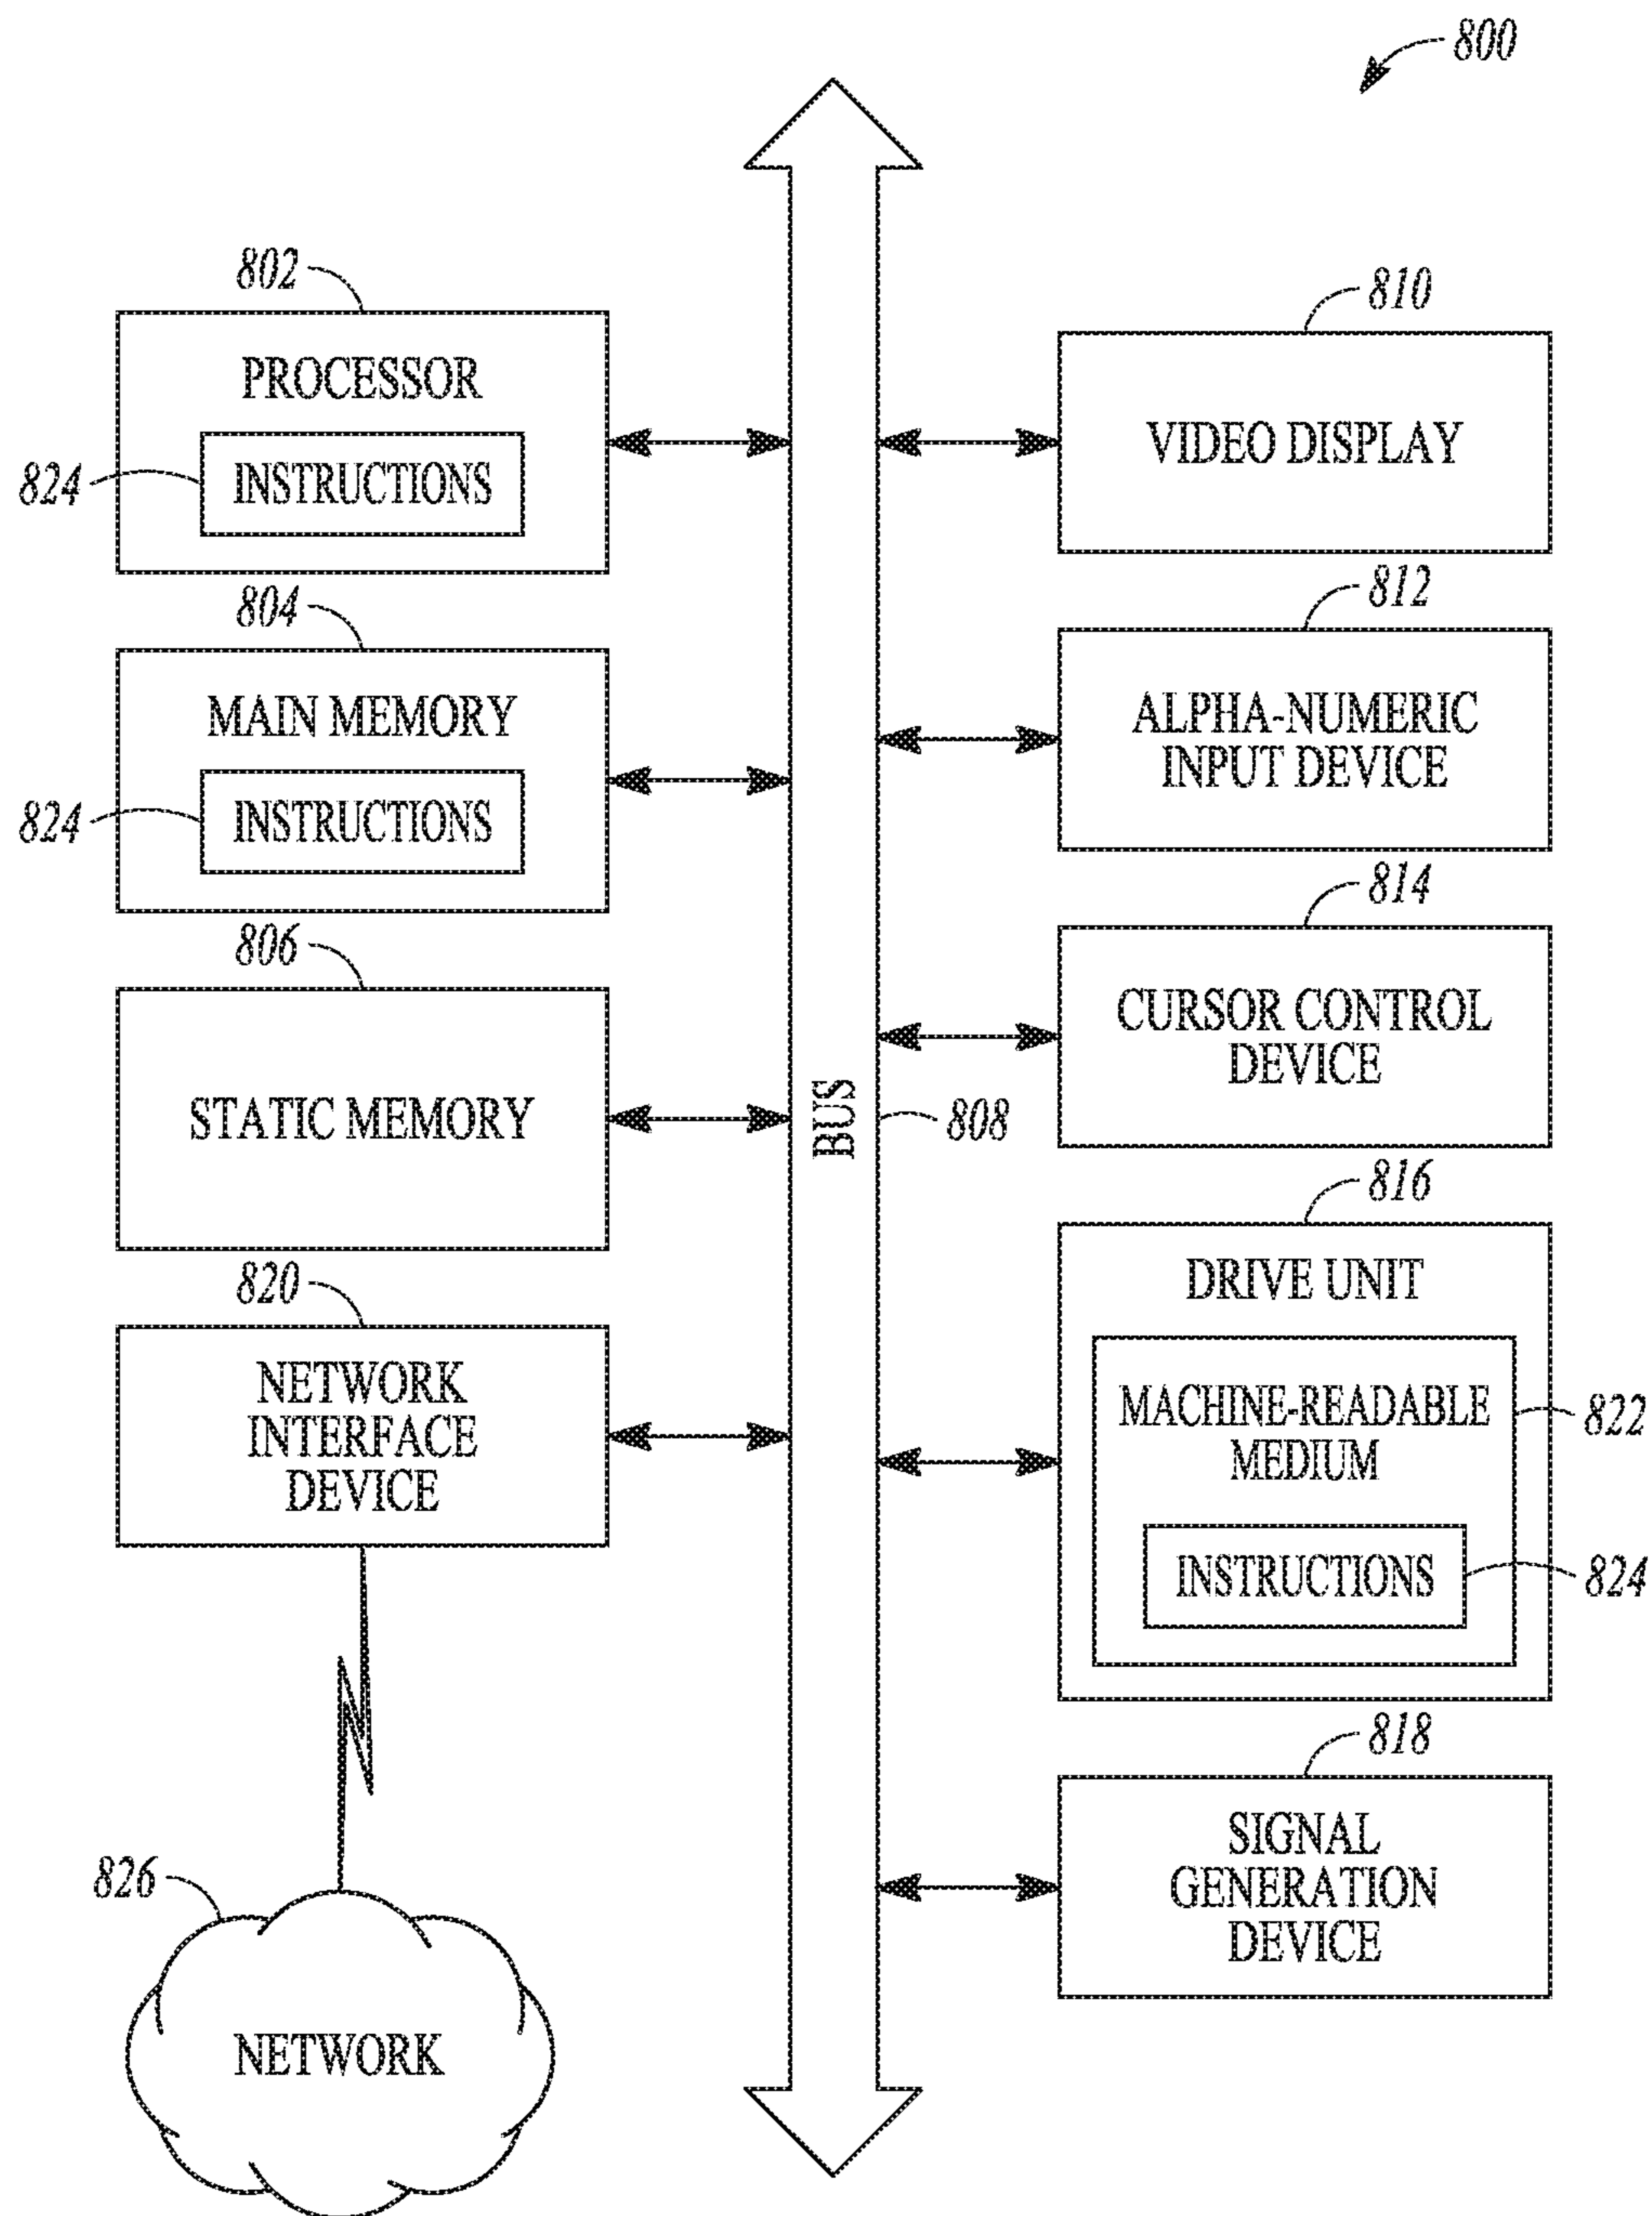 800
802
PROCESSOR
824
INSTRUCTIONS
804
MAIN MEMORY
824
INSTRUCTIONS
806
STATIC MEMORY
820
NETWORK
INTERFACE
DEVICE
826
NETWORK
BUS
808
810
VIDEO DISPLAY
812
ALPHA-NUMERIC
INPUT DEVICE
814
CURSOR CONTROL
DEVICE
816
DRIVE UNIT
MACHINE-READABLE
MEDIUM
822
INSTRUCTIONS
824
818
SIGNAL
GENERATION
DEVICE